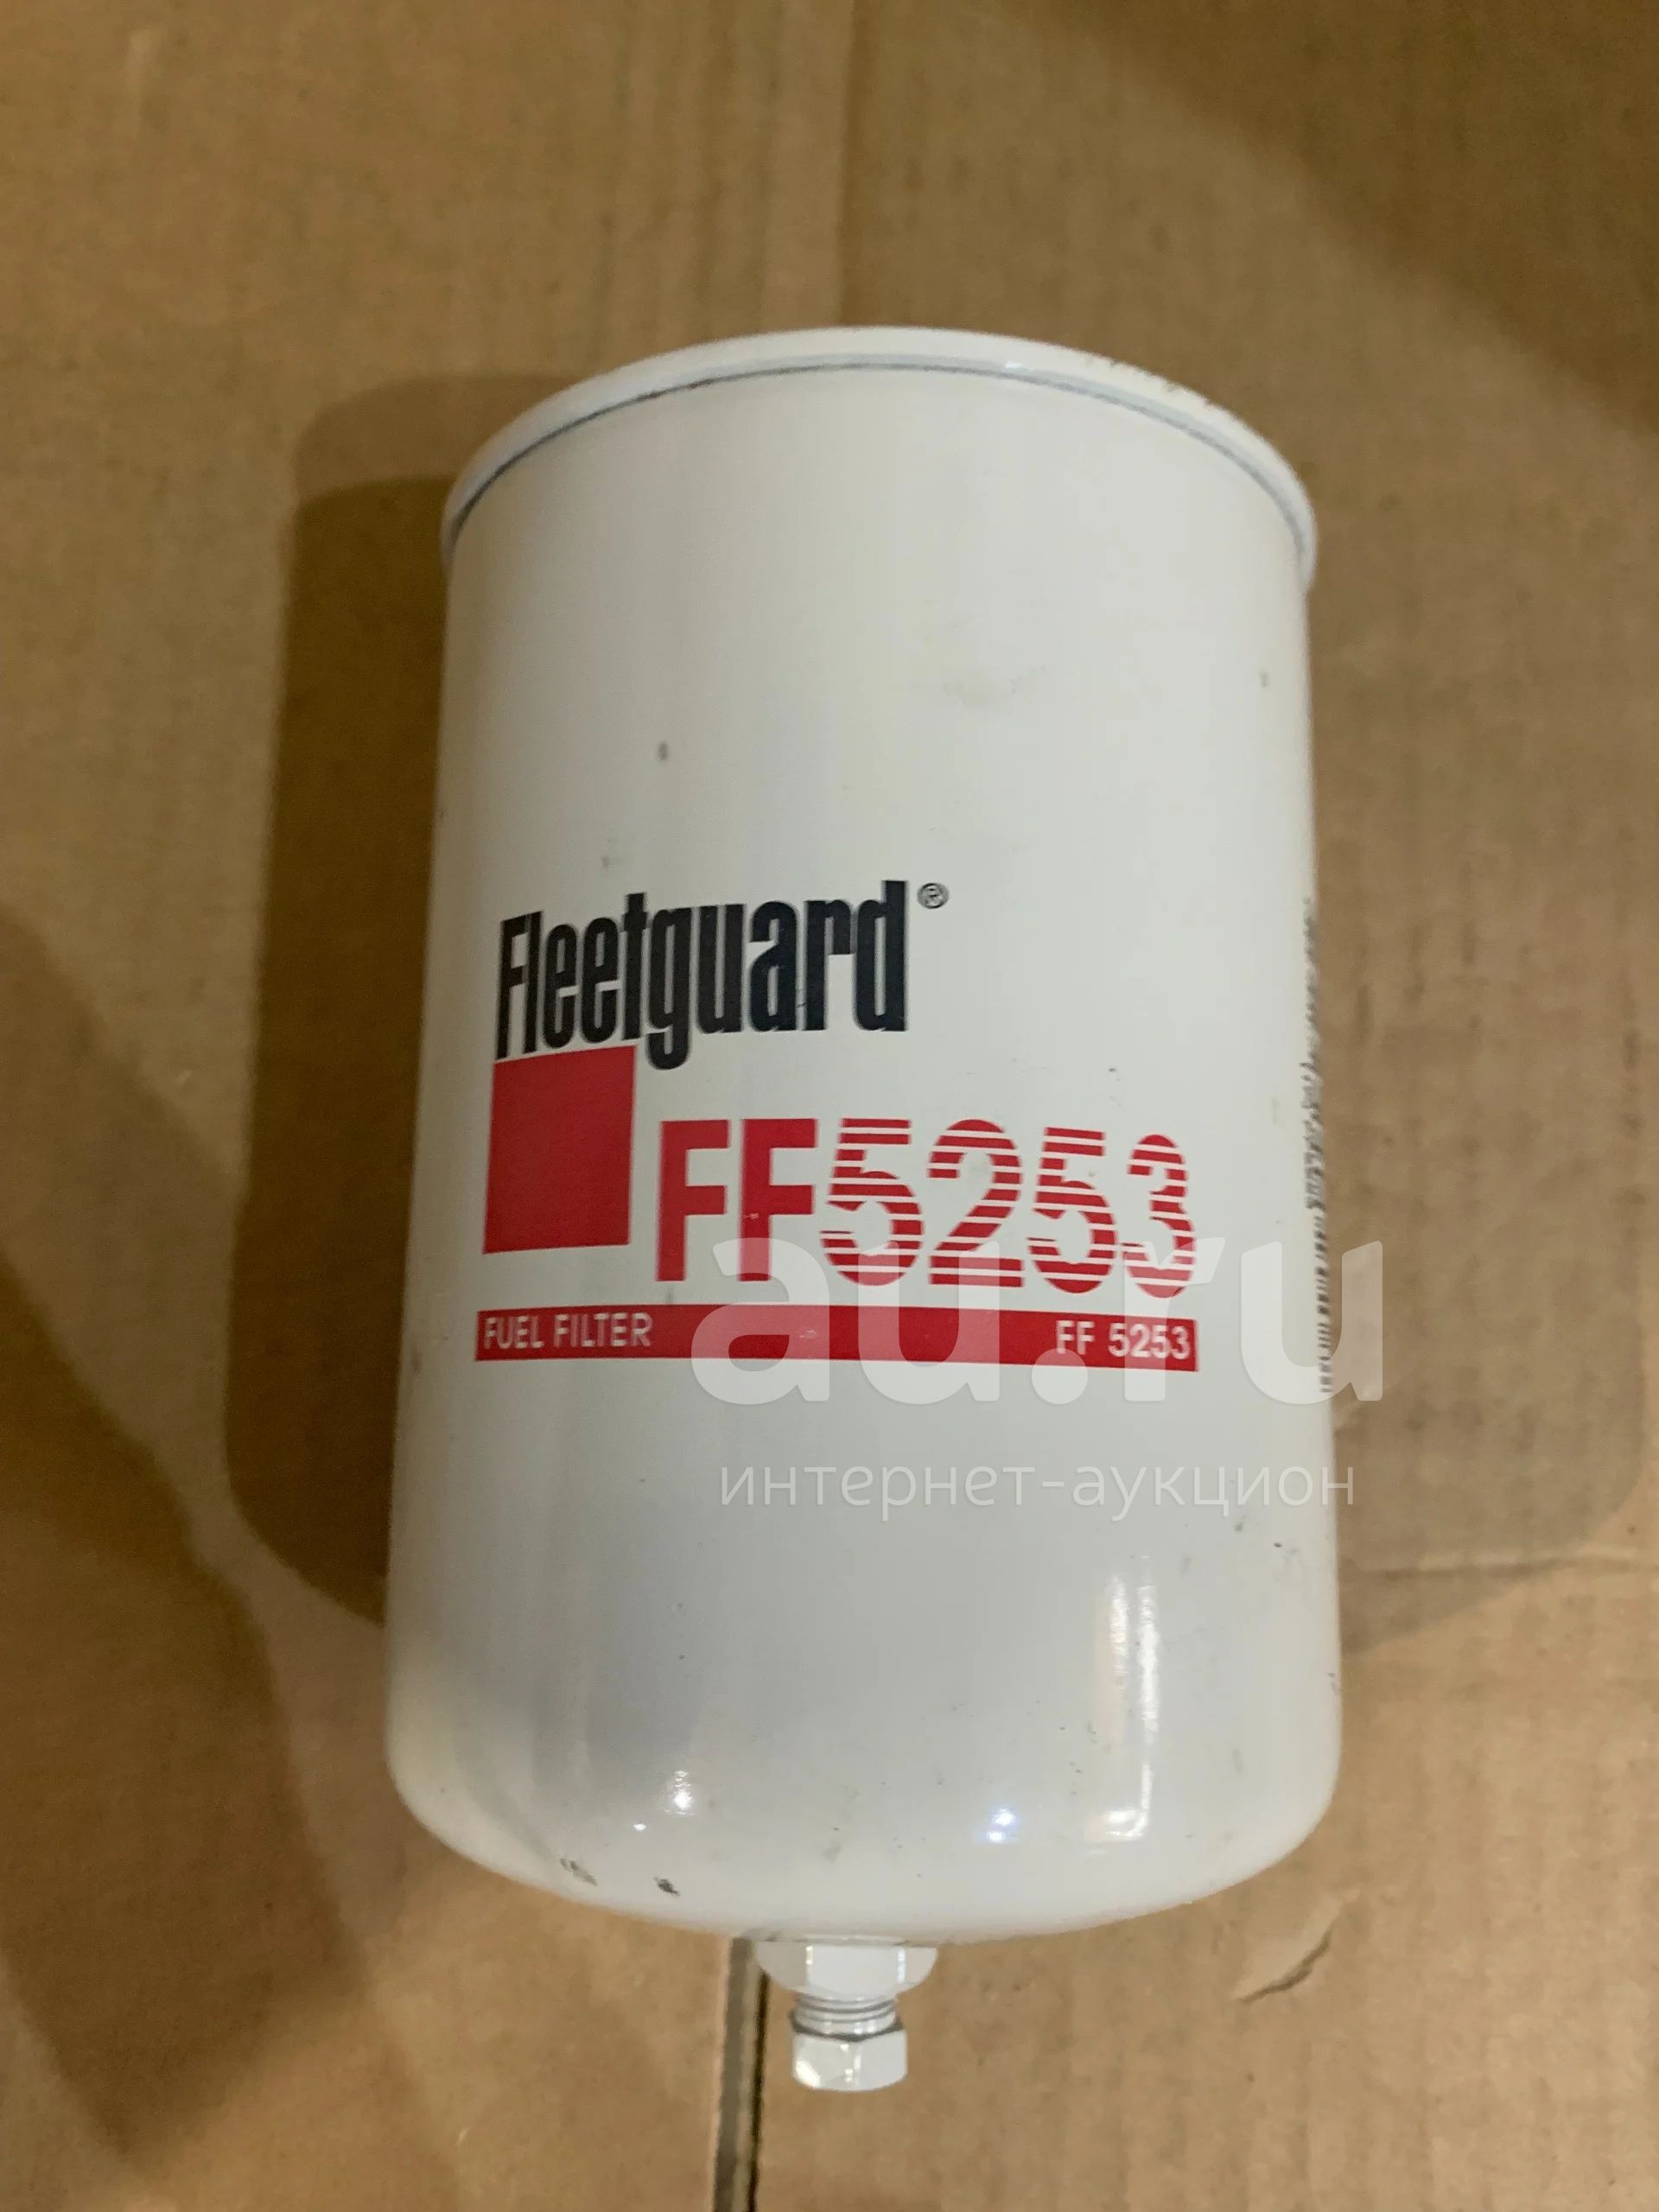 Fleetguard®
FF5253
FUEL FILTER FF 5253
au.ru
интернет-аукцион